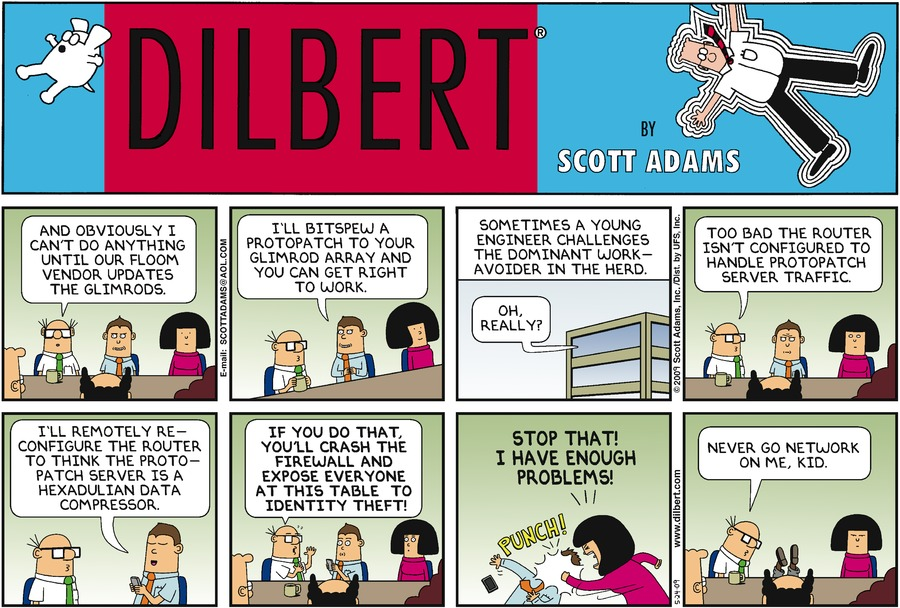 DILBERT®
BY
SCOTT ADAMS
AND OBVIOUSLY I
CAN'T DO ANYTHING
UNTIL OUR FLOOM
VENDOR UPDATES
THE GLIMRODS.
E-mail: SCOTTADAMS@AOL.COM
I'LL BITSPEW A
PROTOPATCH TO YOUR
GLIMROD ARRAY AND
YOU CAN GET RIGHT
TO WORK.
SOMETIMES A YOUNG
ENGINEER CHALLENGES
THE DOMINANT WORK-
AVOIDER IN THE HERD.
OH,
REALLY?
© 2009 Scott Adams, Inc. /Dist. by UFS, Inc.
TOO BAD THE ROUTER
ISN'T CONFIGURED TO
HANDLE PROTOPATCH
SERVER TRAFFIC.
I'LL REMOTELY RE-
CONFIGURE THE ROUTER
TO THINK THE PROTO-
PATCH SERVER IS A
HEXADULIAN DATA
COMPRESSOR.
IF YOU DO THAT,
YOU'LL CRASH THE
FIREWALL AND
EXPOSE EVERYONE
AT THIS TABLE TO
IDENTITY THEFT!
STOP THAT!
I HAVE ENOUGH
PROBLEMS!
PUNCH!
5-24-09 www.dilbert.com
NEVER GO NETWORK
ON ME, KID.